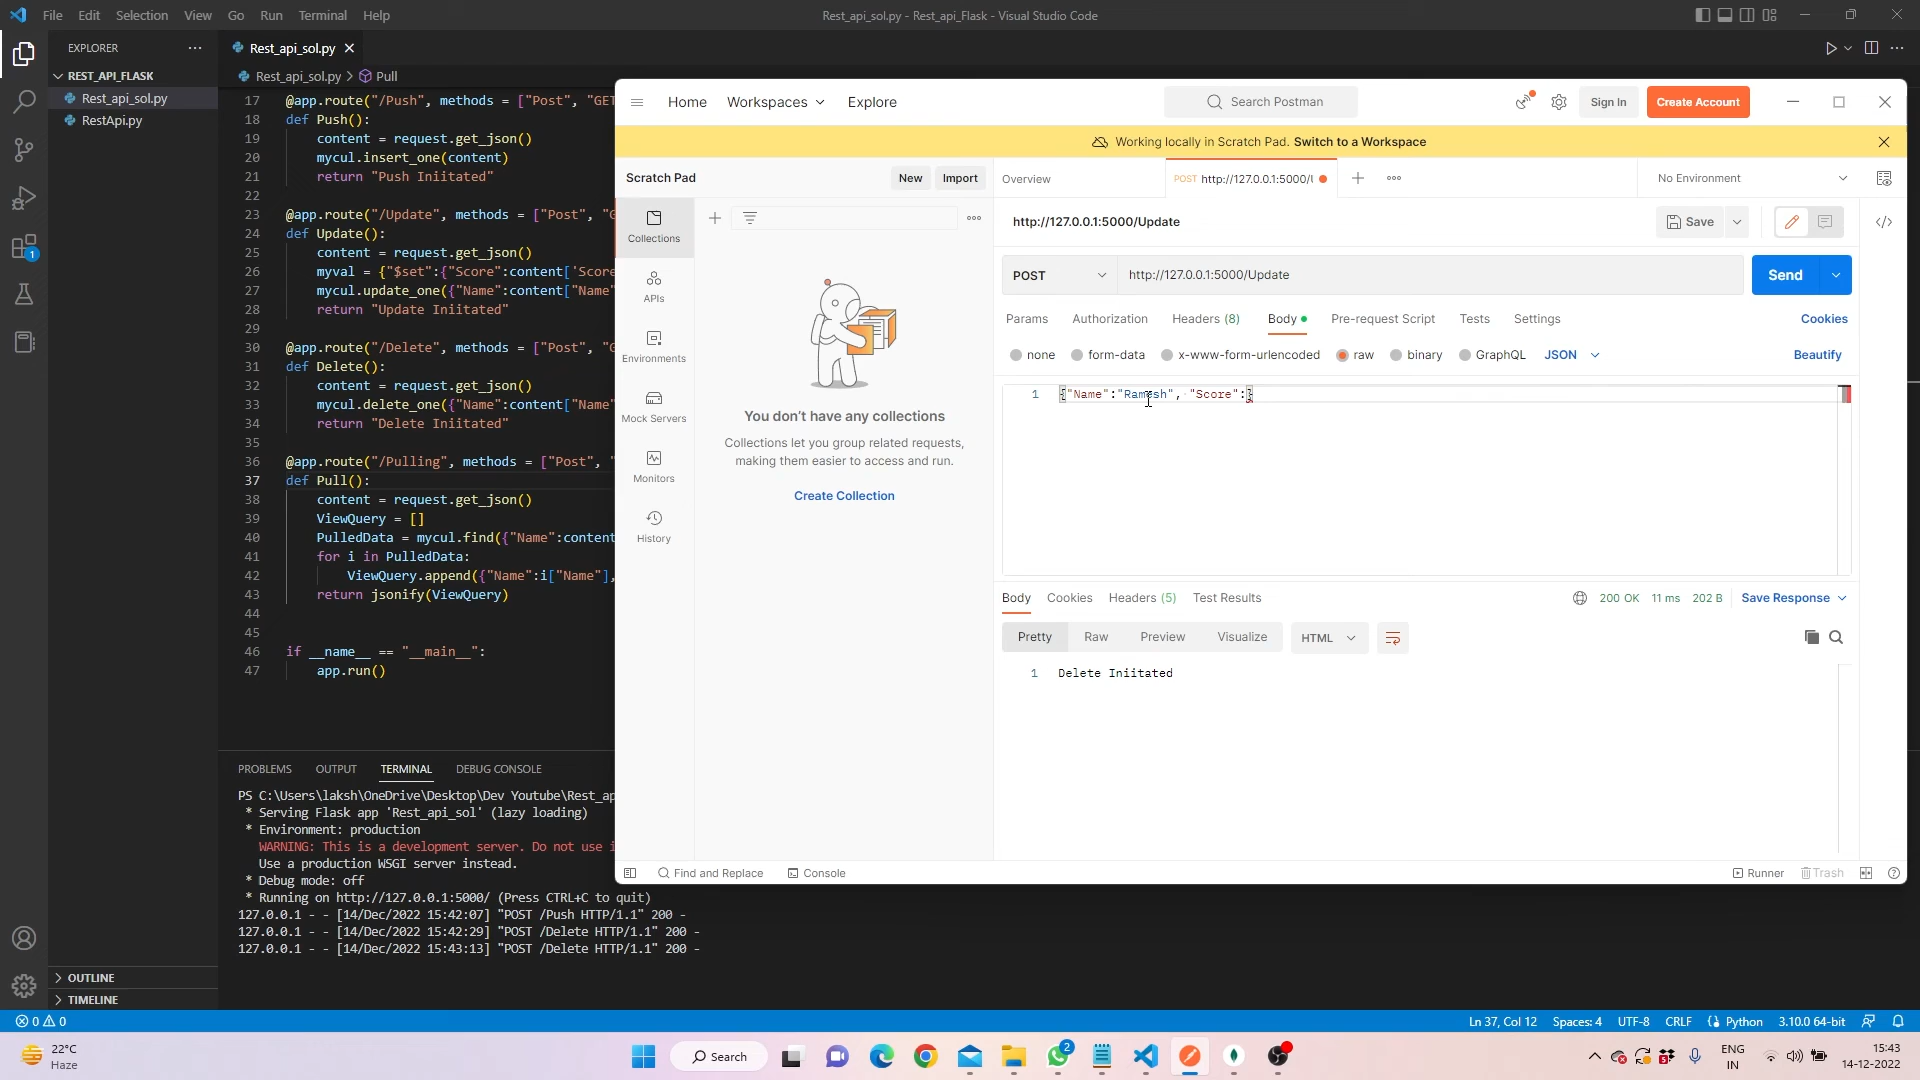 File Edit Selection View Go Run Terminal Help
Rest_api_sol.py - Rest_api_Flask - Visual Studio Code
EXPLORER
REST_API_FLASK
Rest_api_sol.py
RestApi.py
OUTLINE
TIMELINE
Rest_api_sol.py
Rest_api_sol.py > Pull
17 @app.route("/Push", methods = ["Post", "GET
18 def Push():
19 content = request.get_json()
20 mycul.insert_one(content)
21 return "Push Iniitated"
22
23 @app.route("/Update", methods = ["Post", "G
24 def Update():
25 content = request.get_json()
26 myval = {"$set":{"Score":content['Score
27 mycul.update_one({"Name":content["Name"
28 return "Update Iniitated"
29
30 @app.route("/Delete", methods = ["Post", "G
31 def Delete():
32 content = request.get_json()
33 mycul.delete_one({"Name":content["Name"
34 return "Delete Iniitated"
35
36 @app.route("/Pulling", methods = ["Post", "
37 def Pull():
38 content = request.get_json()
39 ViewQuery = []
40 PulledData = mycul.find({"Name":content
41 for i in PulledData:
42 ViewQuery.append({"Name":i["Name"],
43 return jsonify(ViewQuery)
44
45
46 if __name__ == "__main__":
47 app.run()
PROBLEMS OUTPUT TERMINAL DEBUG CONSOLE
PS C:\Users\laksh\OneDrive\Desktop\Dev Youtube\Rest_ap
* Serving Flask app 'Rest_api_sol' (lazy loading)
* Environment: production
WARNING: This is a development server. Do not use i
Use a production WSGI server instead.
* Debug mode: off
* Running on http://127.0.0.1:5000/ (Press CTRL+C to quit)
127.0.0.1 - - [14/Dec/2022 15:42:07] "POST /Push HTTP/1.1" 200 -
127.0.0.1 - - [14/Dec/2022 15:42:29] "POST /Delete HTTP/1.1" 200 -
127.0.0.1 - - [14/Dec/2022 15:43:13] "POST /Delete HTTP/1.1" 200 -
Home Workspaces Explore
Search Postman
Sign In
Create Account
Working locally in Scratch Pad. Switch to a Workspace
Scratch Pad
New
Import
Collections
APIs
Environments
Mock Servers
Monitors
History
You don't have any collections
Collections let you group related requests,
making them easier to access and run.
Create Collection
Overview
POST http://127.0.0.1:5000/U
No Environment
http://127.0.0.1:5000/Update
Save
POST
http://127.0.0.1:5000/Update
Send
Params Authorization Headers (8) Body Pre-request Script Tests Settings
Cookies
none form-data x-www-form-urlencoded raw binary GraphQL JSON
Beautify
1 {"Name":"Ramesh", "Score":}
Body Cookies Headers (5) Test Results
200 OK 11 ms 202 B Save Response
Pretty Raw Preview Visualize HTML
1 Delete Iniitated
Find and Replace Console
Runner Trash
1
0 0
Ln 37, Col 12 Spaces: 4 UTF-8 CRLF Python 3.10.0 64-bit
22°C
Haze
Search
2
ENG
IN
15:43
14-12-2022